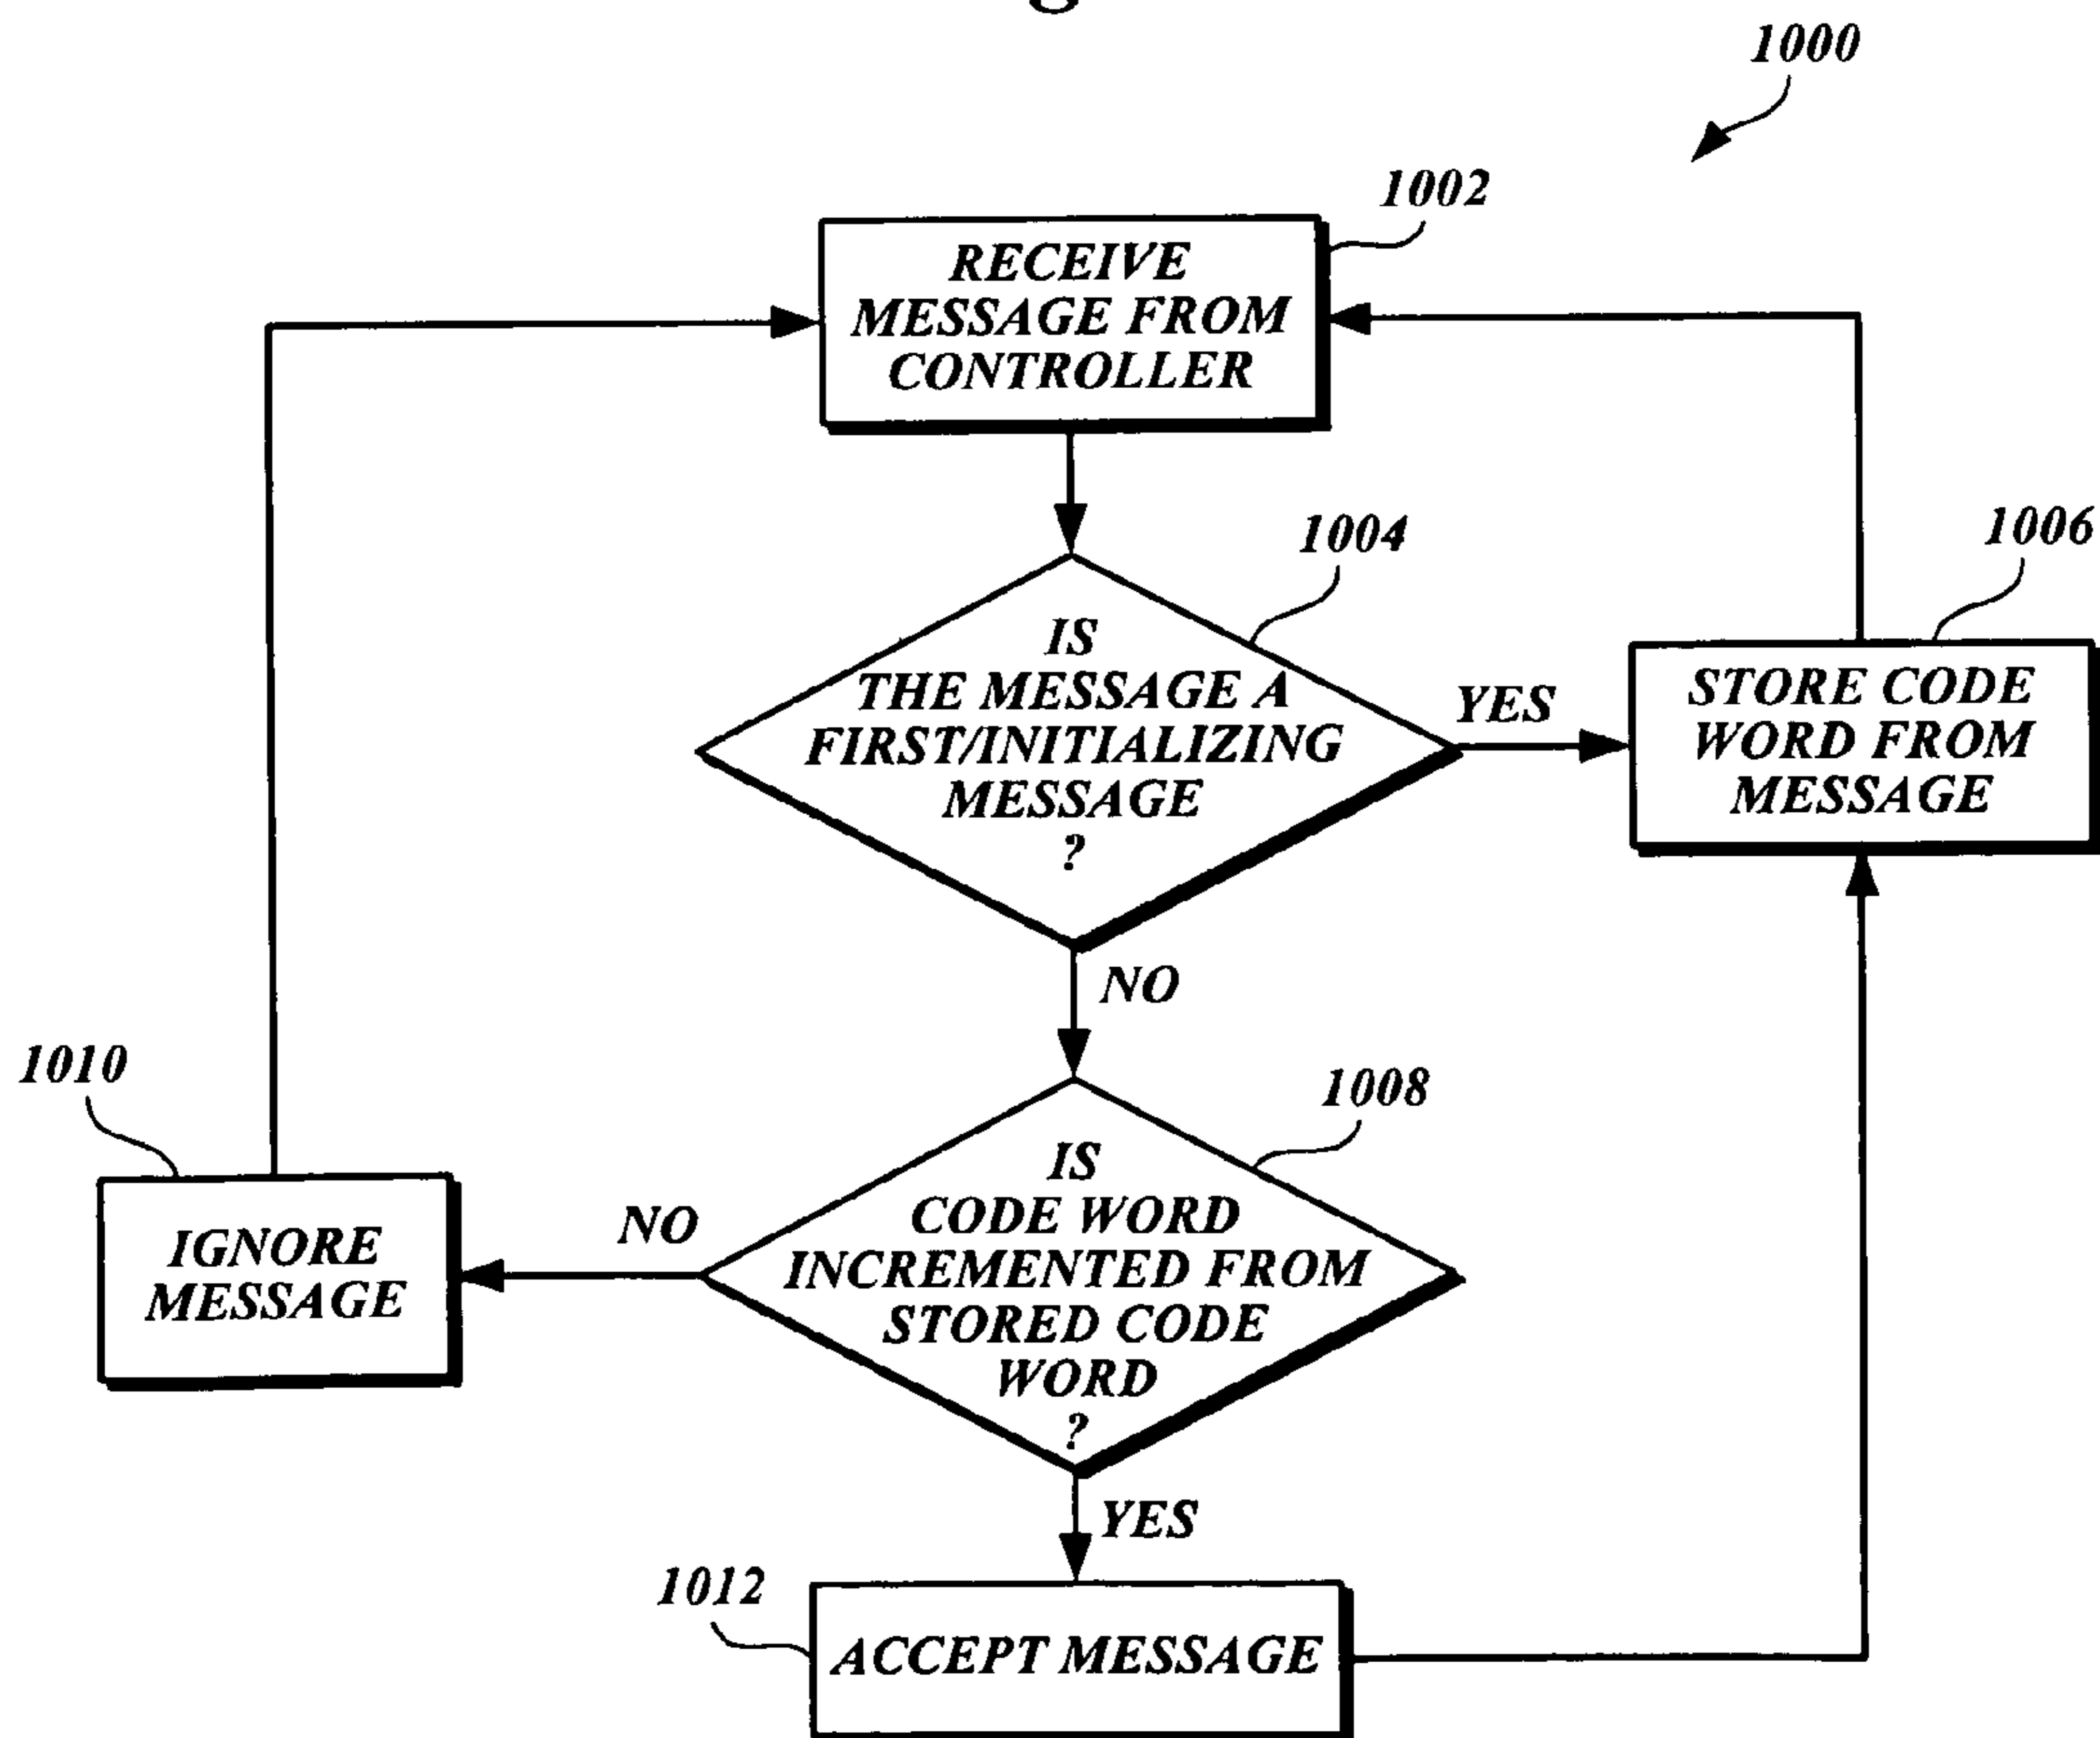 1000
1002
RECEIVE
MESSAGE FROM
CONTROLLER
1004
IS
THE MESSAGE A
FIRST/INITIALIZING
MESSAGE
?
YES
1006
STORE CODE
WORD FROM
MESSAGE
NO
1008
IS
CODE WORD
INCREMENTED FROM
STORED CODE
WORD
?
NO
1010
IGNORE
MESSAGE
YES
1012
ACCEPT MESSAGE